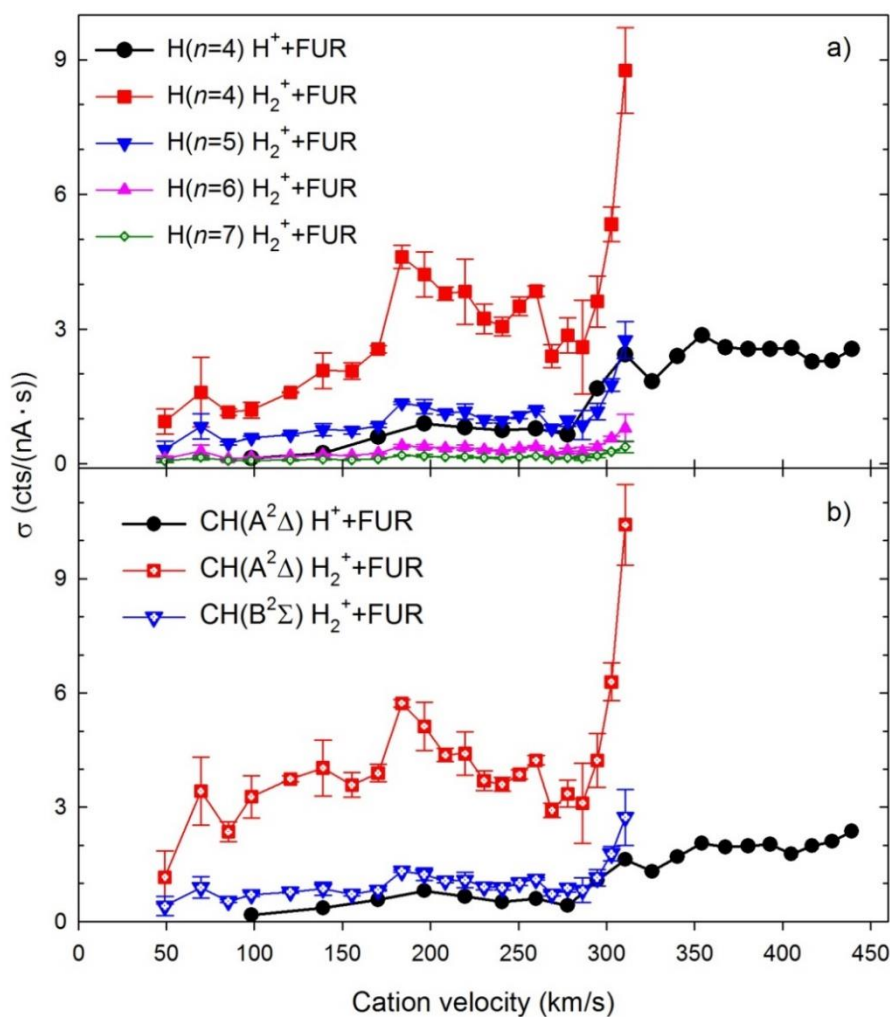 a)
H(n=4) H⁺+FUR
H(n=4) H₂⁺+FUR
H(n=5) H₂⁺+FUR
H(n=6) H₂⁺+FUR
H(n=7) H₂⁺+FUR
9
6
3
0
σ (cts/(nA · s))
b)
CH(A²Δ) H⁺+FUR
CH(A²Δ) H₂⁺+FUR
CH(B²Σ) H₂⁺+FUR
9
6
3
0
0 50 100 150 200 250 300 350 400 450
Cation velocity (km/s)